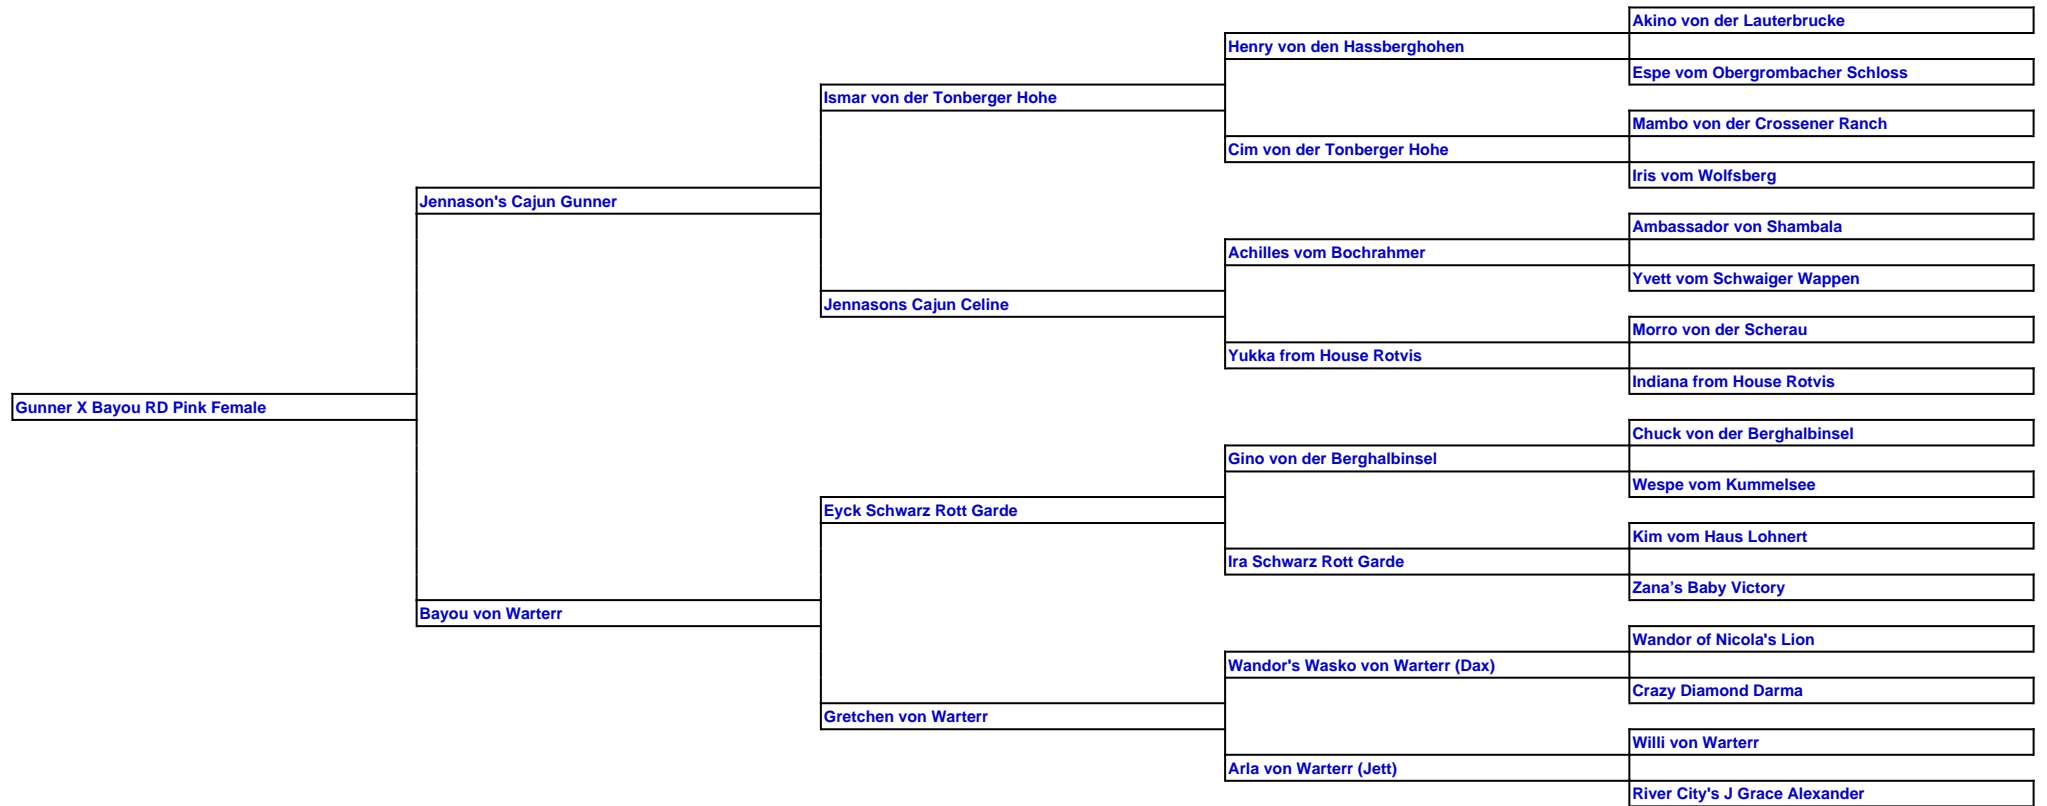 Akino von der Lauterbrucke
Henry von den Hassberghohen
Espe vom Obergrombacher Schloss
Ismar von der Tonberger Hohe
Mambo von der Crossener Ranch
Cim von der Tonberger Hohe
Iris vom Wolfsberg
Jennason's Cajun Gunner
Ambassador von Shambala
Achilles vom Bochrahmer
Yvett vom Schwaiger Wappen
Jennasons Cajun Celine
Morro von der Scherau
Yukka from House Rotvis
Indiana from House Rotvis
Gunner X Bayou RD Pink Female
Chuck von der Berghalbinsel
Gino von der Berghalbinsel
Wespe vom Kummelsee
Eyck Schwarz Rott Garde
Kim vom Haus Lohnert
Ira Schwarz Rott Garde
Zana’s Baby Victory
Bayou von Warterr
Wandor of Nicola's Lion
Wandor's Wasko von Warterr (Dax)
Crazy Diamond Darma
Gretchen von Warterr
Willi von Warterr
Arla von Warterr (Jett)
River City's J Grace Alexander